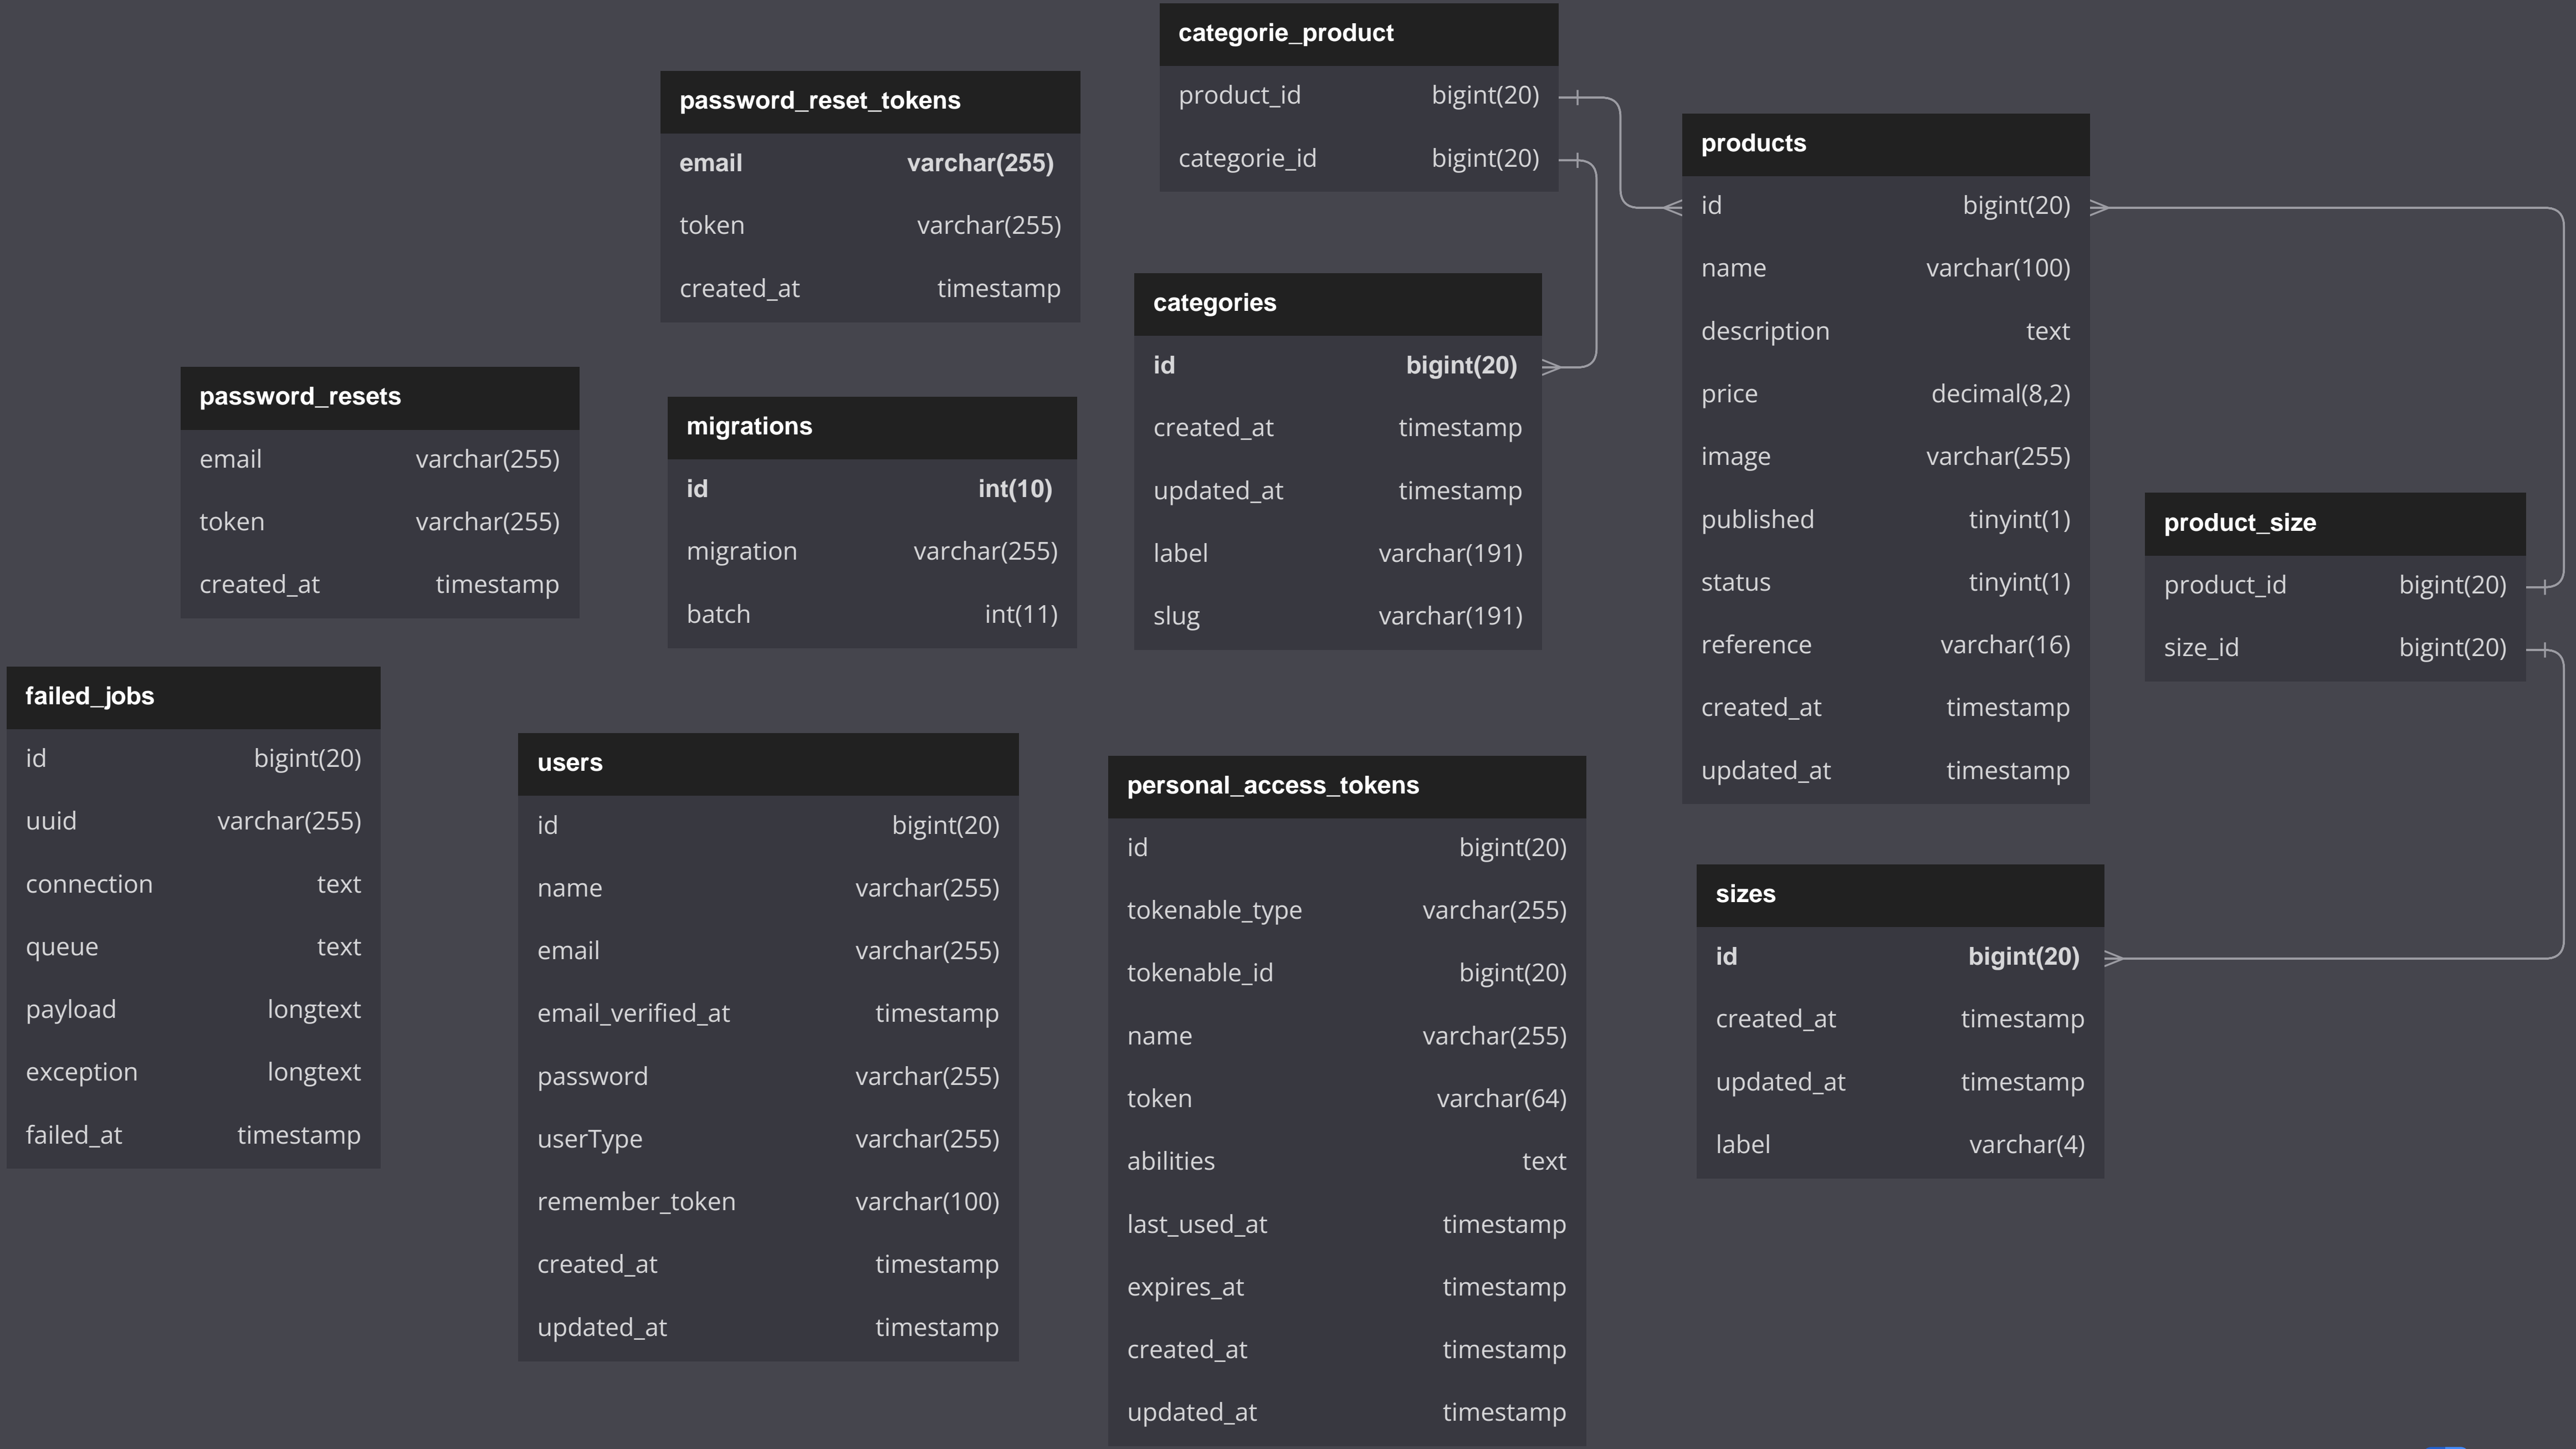 categorie_product
product_id bigint(20)
categorie_id bigint(20)
password_reset_tokens
email varchar(255)
token varchar(255)
created_at timestamp
products
id bigint(20)
name varchar(100)
description text
price decimal(8,2)
image varchar(255)
published tinyint(1)
status tinyint(1)
reference varchar(16)
created_at timestamp
updated_at timestamp
categories
id bigint(20)
created_at timestamp
updated_at timestamp
label varchar(191)
slug varchar(191)
password_resets
email varchar(255)
token varchar(255)
created_at timestamp
migrations
id int(10)
migration varchar(255)
batch int(11)
product_size
product_id bigint(20)
size_id bigint(20)
failed_jobs
id bigint(20)
uuid varchar(255)
connection text
queue text
payload longtext
exception longtext
failed_at timestamp
users
id bigint(20)
name varchar(255)
email varchar(255)
email_verified_at timestamp
password varchar(255)
userType varchar(255)
remember_token varchar(100)
created_at timestamp
updated_at timestamp
personal_access_tokens
id bigint(20)
tokenable_type varchar(255)
tokenable_id bigint(20)
name varchar(255)
token varchar(64)
abilities text
last_used_at timestamp
expires_at timestamp
created_at timestamp
updated_at timestamp
sizes
id bigint(20)
created_at timestamp
updated_at timestamp
label varchar(4)